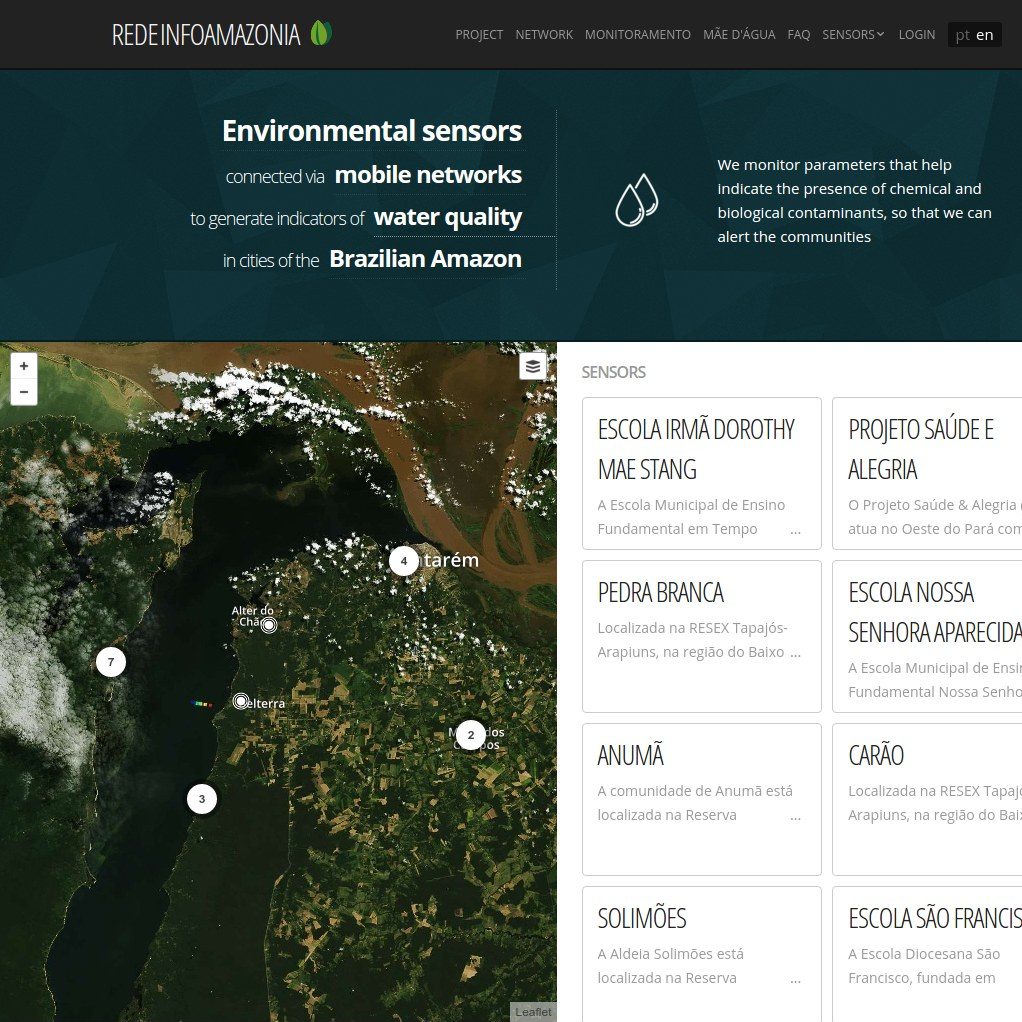 REDEINFOAMAZONIA
PROJECT NETWORK MONITORAMENTO MÃE D'ÁGUA FAQ SENSORS LOGIN pt en
Environmental sensors
connected via mobile networks
to generate indicators of water quality
in cities of the Brazilian Amazon
We monitor parameters that help
indicate the presence of chemical and
biological contaminants, so that we can
alert the communities
+
−
4 tarém
Alter do
Chã
7
elterra
M dos
2
pos
3
Leaflet
SENSORS
ESCOLA IRMÃ DOROTHY
MAE STANG
A Escola Municipal de Ensino
Fundamental em Tempo ...
PROJETO SAÚDE E
ALEGRIA
O Projeto Saúde & Alegria
atua no Oeste do Pará com
PEDRA BRANCA
Localizada na RESEX Tapajós-
Arapiuns, na região do Baixo ...
ESCOLA NOSSA
SENHORA APARECIDA
A Escola Municipal de Ensin
Fundamental Nossa Senho
ANUMÃ
A comunidade de Anumã está
localizada na Reserva ...
CARÃO
Localizada na RESEX Tapajó
Arapiuns, na região do Baix
SOLIMÕES
A Aldeia Solimões está
localizada na Reserva ...
ESCOLA SÃO FRANCIS
A Escola Diocesana São
Francisco, fundada em